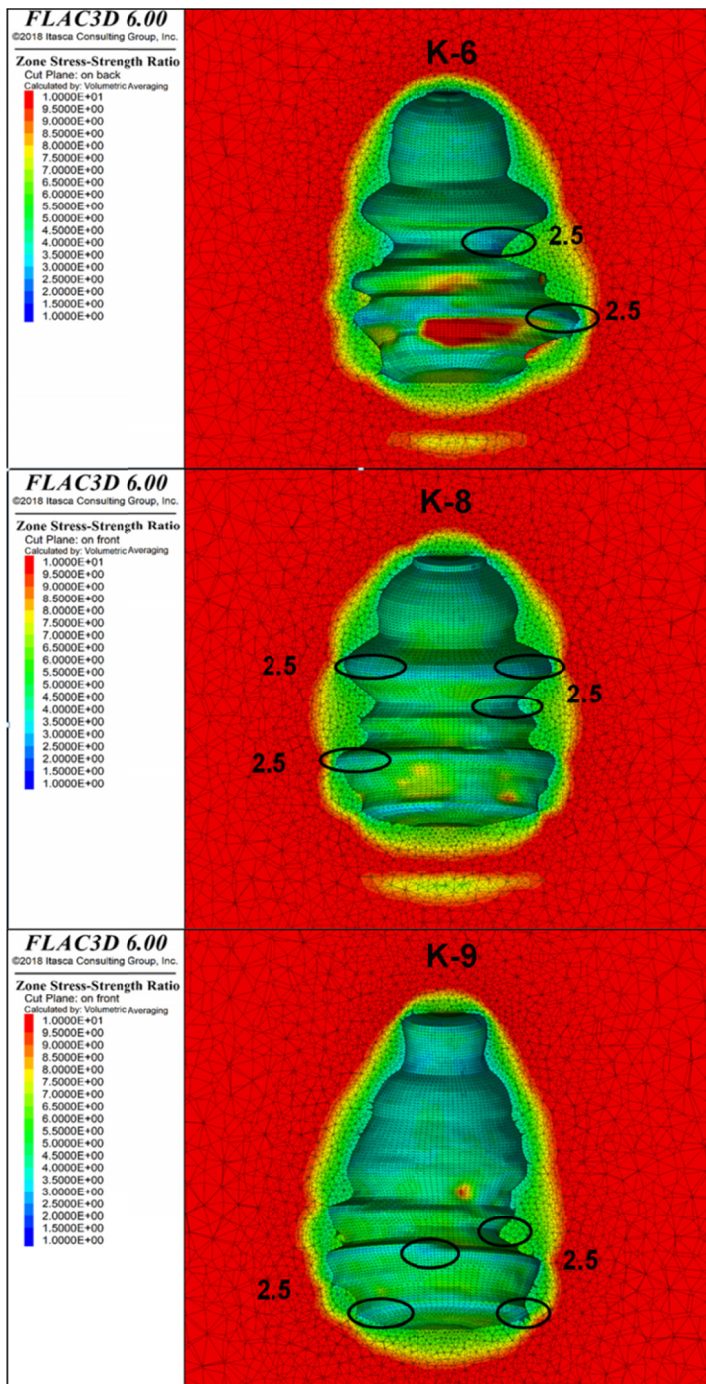 FLAC3D 6.00
©2018 Itasca Consulting Group, Inc.
Zone Stress-Strength Ratio
Cut Plane: on back
Calculated by: Volumetric Averaging
1.0000E+01
9.5000E+00
9.0000E+00
8.5000E+00
8.0000E+00
7.5000E+00
7.0000E+00
6.5000E+00
6.0000E+00
5.5000E+00
5.0000E+00
4.5000E+00
4.0000E+00
3.5000E+00
3.0000E+00
2.5000E+00
2.0000E+00
1.5000E+00
1.0000E+00
K-6
2.5
2.5
FLAC3D 6.00
©2018 Itasca Consulting Group, Inc.
Zone Stress-Strength Ratio
Cut Plane: on front
Calculated by: Volumetric Averaging
1.0000E+01
9.5000E+00
9.0000E+00
8.5000E+00
8.0000E+00
7.5000E+00
7.0000E+00
6.5000E+00
6.0000E+00
5.5000E+00
5.0000E+00
4.5000E+00
4.0000E+00
3.5000E+00
3.0000E+00
2.5000E+00
2.0000E+00
1.5000E+00
1.0000E+00
K-8
2.5
2.5
2.5
FLAC3D 6.00
©2018 Itasca Consulting Group, Inc.
Zone Stress-Strength Ratio
Cut Plane: on front
Calculated by: Volumetric Averaging
1.0000E+01
9.5000E+00
9.0000E+00
8.5000E+00
8.0000E+00
7.5000E+00
7.0000E+00
6.5000E+00
6.0000E+00
5.5000E+00
5.0000E+00
4.5000E+00
4.0000E+00
3.5000E+00
3.0000E+00
2.5000E+00
2.0000E+00
1.5000E+00
1.0000E+00
K-9
2.5
2.5